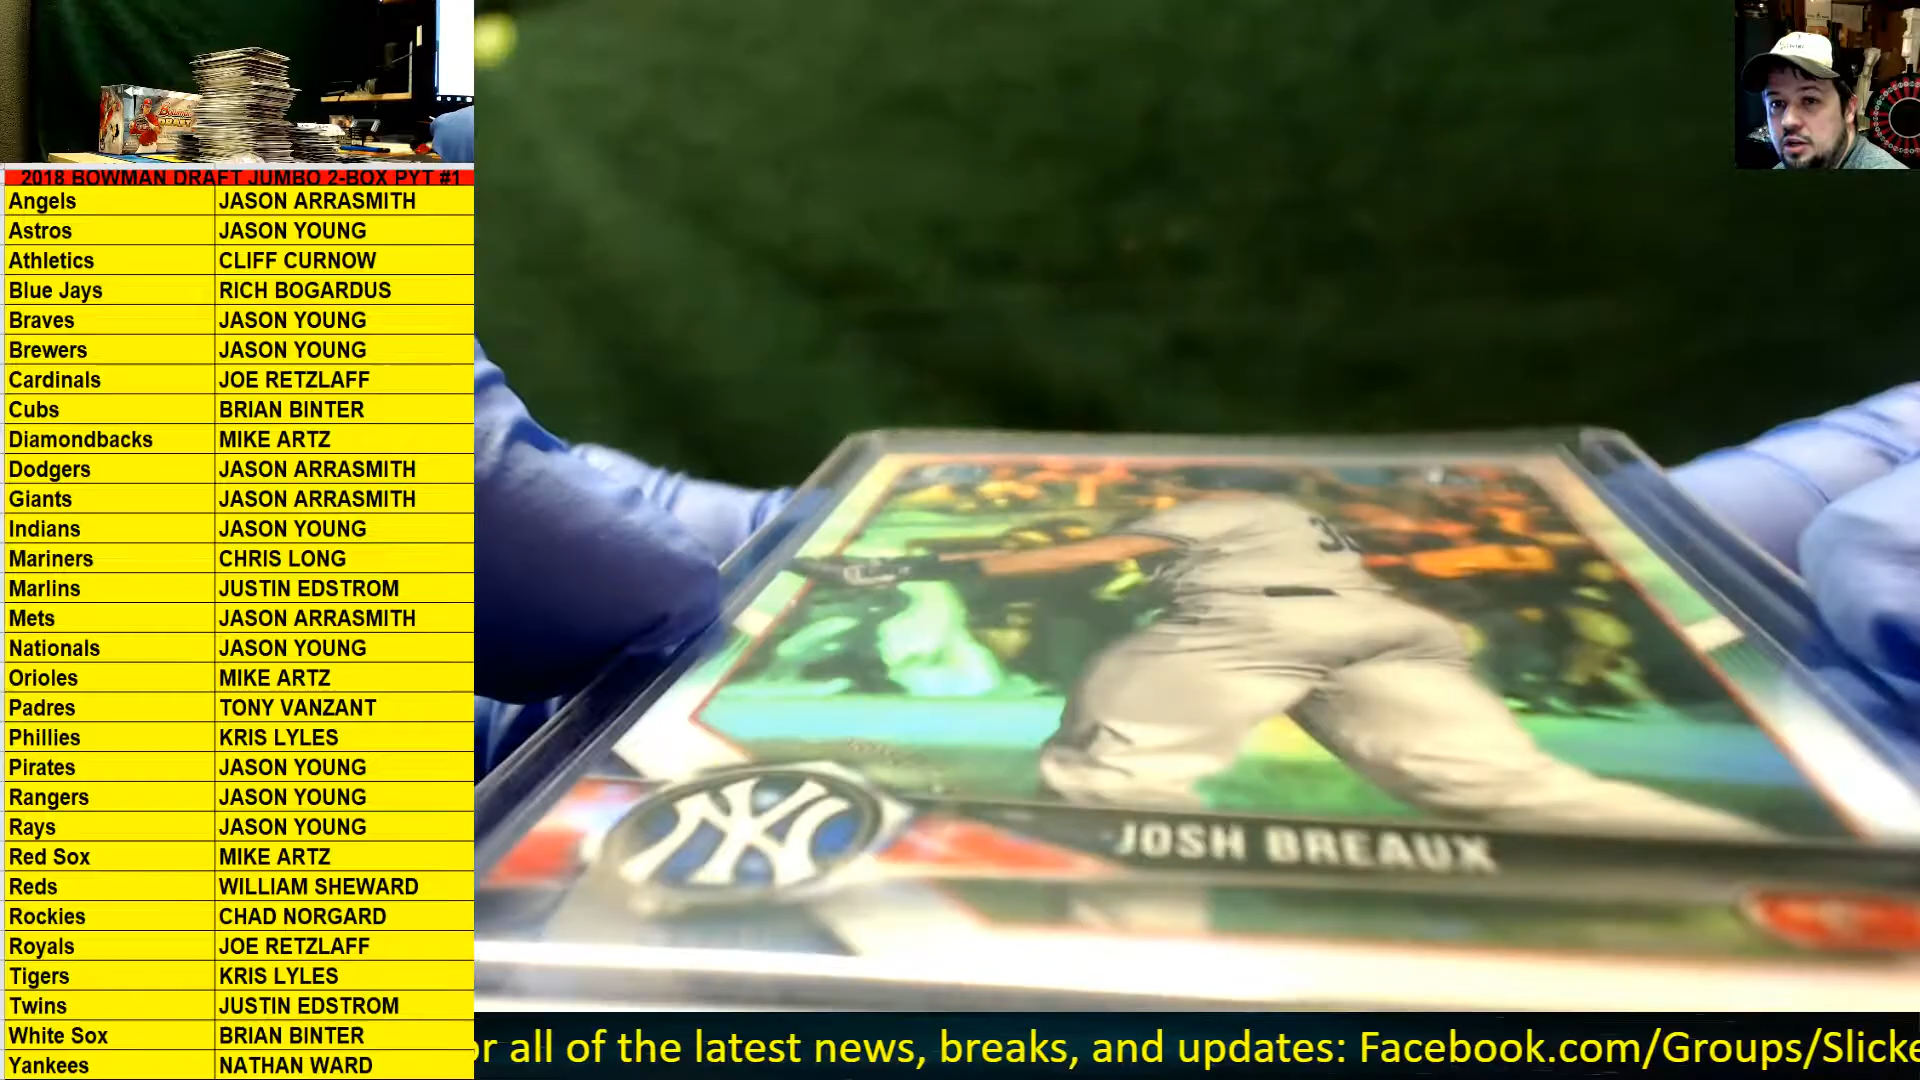 2018 BOWMAN DRAFT JUMBO 2-BOX PYT #1
Angels JASON ARRASMITH
Astros JASON YOUNG
Athletics CLIFF CURNOW
Blue Jays RICH BOGARDUS
Braves JASON YOUNG
Brewers JASON YOUNG
Cardinals JOE RETZLAFF
Cubs BRIAN BINTER
Diamondbacks MIKE ARTZ
Dodgers JASON ARRASMITH
Giants JASON ARRASMITH
Indians JASON YOUNG
Mariners CHRIS LONG
Marlins JUSTIN EDSTROM
Mets JASON ARRASMITH
Nationals JASON YOUNG
Orioles MIKE ARTZ
Padres TONY VANZANT
Phillies KRIS LYLES
Pirates JASON YOUNG
Rangers JASON YOUNG
Rays JASON YOUNG
Red Sox MIKE ARTZ
Reds WILLIAM SHEWARD
Rockies CHAD NORGARD
Royals JOE RETZLAFF
Tigers KRIS LYLES
Twins JUSTIN EDSTROM
White Sox BRIAN BINTER
Yankees NATHAN WARD
Bowman
DRAFT
NY
JOSH BREAUX
r all of the latest news, breaks, and updates: Facebook.com/Groups/Slicke